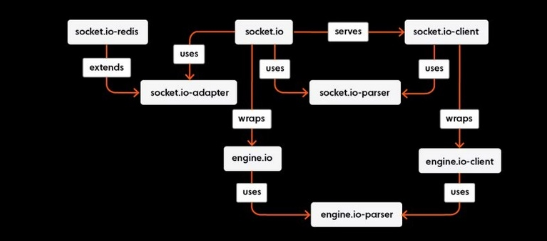 socket.io-redis
socket.io
serves
socket.io-client
extends
uses
uses
uses
socket.io-adapter
socket.io-parser
wraps
wraps
engine.io
engine.io-client
uses
uses
engine.io-parser